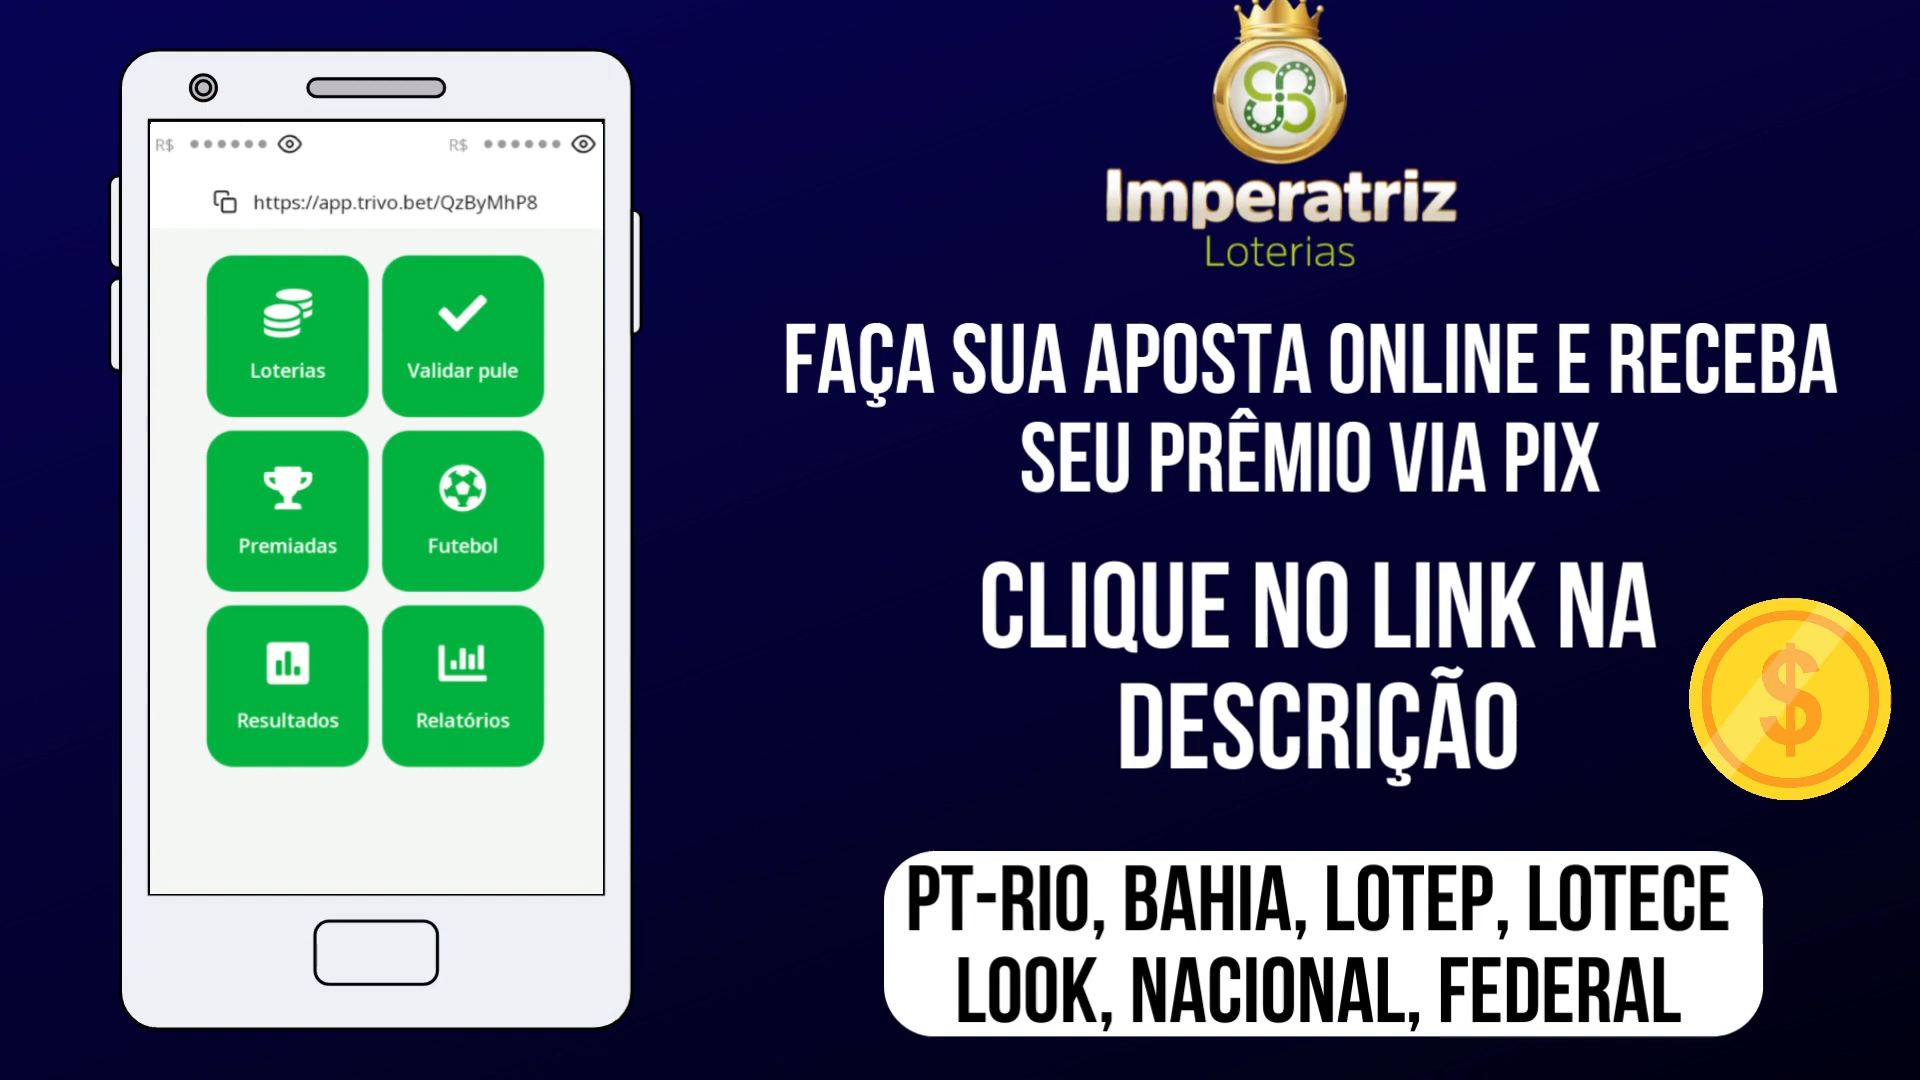 R$ R$
https://app.trivo.bet/QzByMhP8
Loterias Validar pule
Premiadas Futebol
Resultados Relatórios
Imperatriz
Loterias
FAÇA SUA APOSTA ONLINE E RECEBA
SEU PRÊMIO VIA PIX
CLIQUE NO LINK NA
DESCRIÇÃO
$
PT-RIO, BAHIA, LOTEP, LOTECE
LOOK, NACIONAL, FEDERAL